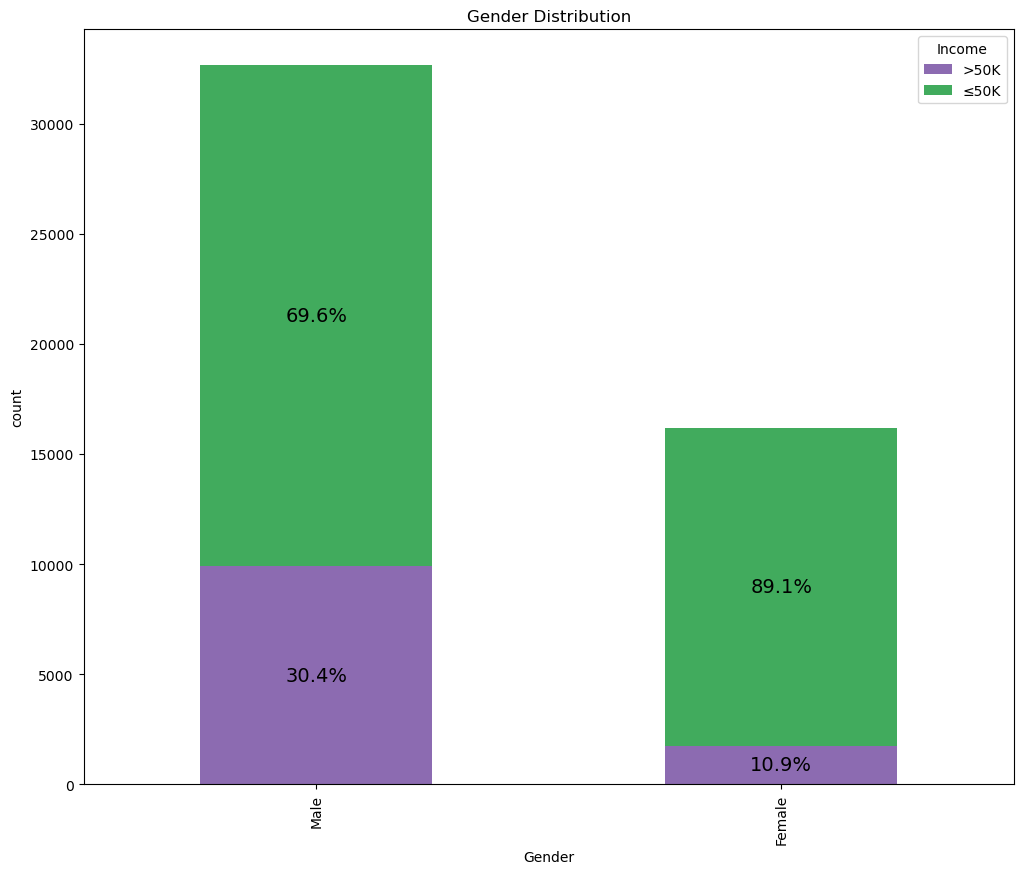 Gender Distribution
Income
>50K
≤50K
30000
25000
20000
15000
10000
5000
0
count
69.6%
30.4%
89.1%
10.9%
Male
Female
Gender